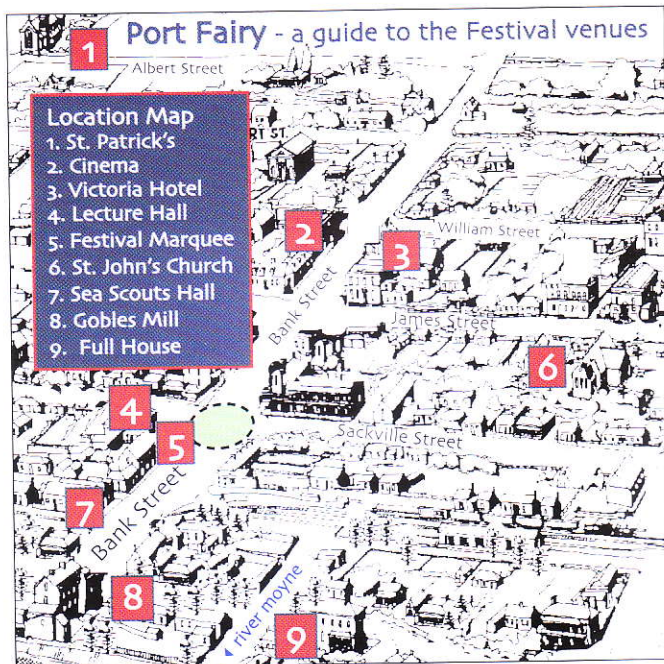 Port Fairy - a guide to the Festival venues
1
Albert Street
Location Map
1. St. Patrick's
2. Cinema
3. Victoria Hotel
4. Lecture Hall
5. Festival Marquee
6. St. John's Church
7. Sea Scouts Hall
8. Gobles Mill
9. Full House
RT ST.
2
3
William Street
Bank Street
James Street
6
4
5
Sackville Street
7
Bank Street
8
river moyne
9